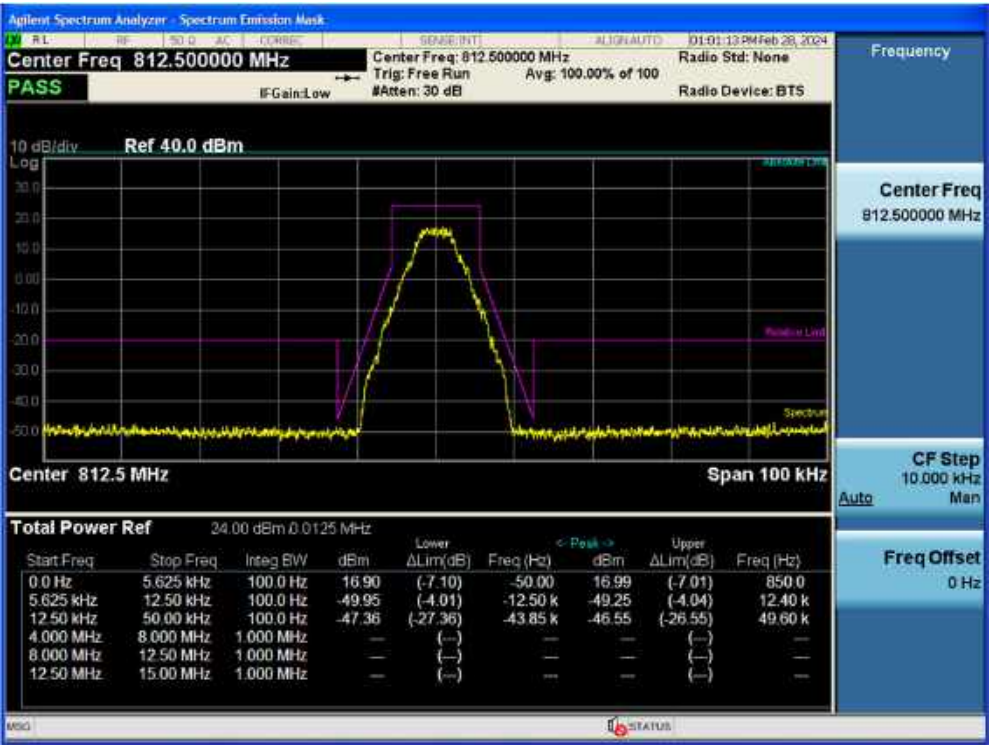 Agilent Spectrum Analyzer - Spectrum Emission Mask
RL RF 50 Ω AC CORREC SENSE:INT ALIGNAUTO 01:01:13 PM Feb 28, 2024
Center Freq 812.500000 MHz
Center Freq: 812.500000 MHz
Radio Std: None
Trig: Free Run Avg: 100.00% of 100
PASS
IFGain:Low
#Atten: 30 dB
Radio Device: BTS
10 dB/div Ref 40.0 dBm
Log
Absolute Limit
30.0
20.0
10.0
0.00
-10.0
-20.0
Relative Limit
-30.0
-40.0
Spectrum
-50.0
Center 812.5 MHz Span 100 kHz
Total Power Ref 24.00 dBm / 0.0125 MHz
Lower <- Peak -> Upper
Start Freq Stop Freq Integ BW dBm ΔLim(dB) Freq (Hz) dBm ΔLim(dB) Freq (Hz)
0.0 Hz 5.625 kHz 100.0 Hz 16.90 (-7.10) -50.00 16.99 (-7.01) 850.0
5.625 kHz 12.50 kHz 100.0 Hz -49.95 (-4.01) -12.50 k -49.25 (-4.04) 12.40 k
12.50 kHz 50.00 kHz 100.0 Hz -47.36 (-27.36) -43.85 k -46.55 (-26.55) 49.60 k
4.000 MHz 8.000 MHz 1.000 MHz --- (---) --- --- (---) ---
8.000 MHz 12.50 MHz 1.000 MHz --- (---) --- --- (---) ---
12.50 MHz 15.00 MHz 1.000 MHz --- (---) --- --- (---) ---
MSG STATUS
Frequency
Center Freq
812.500000 MHz
CF Step
10.000 kHz
Auto Man
Freq Offset
0 Hz